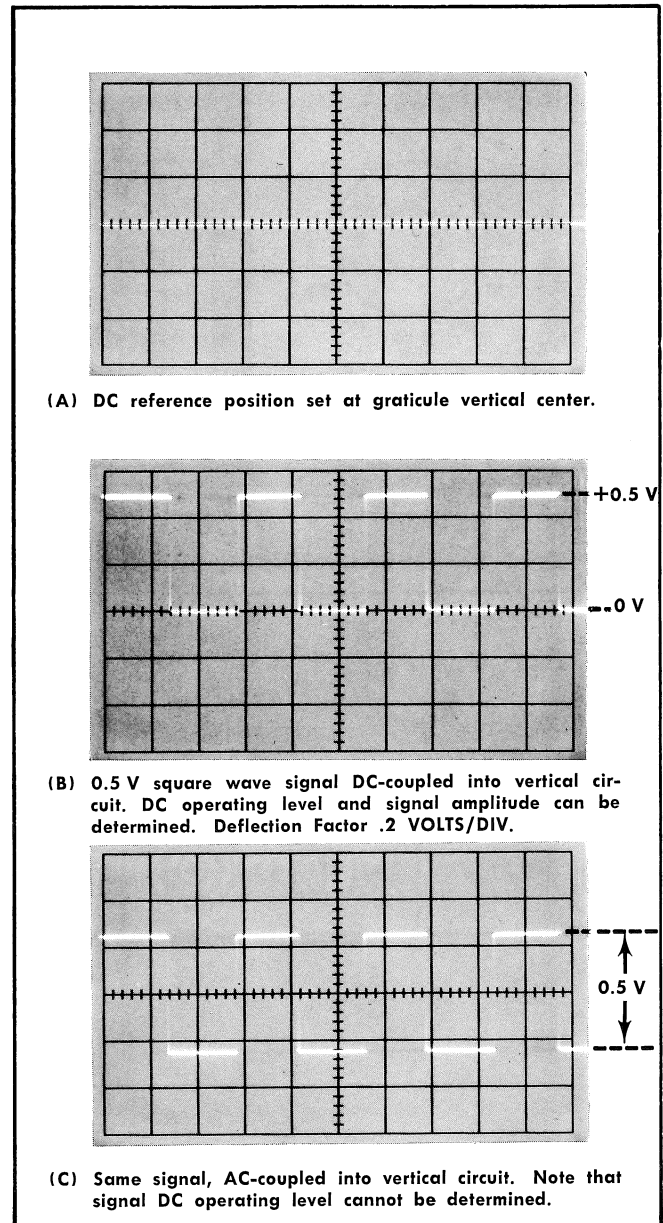 (A) DC reference position set at graticule vertical center.
+0.5 V
0 V
(B) 0.5 V square wave signal DC-coupled into vertical cir-
cuit. DC operating level and signal amplitude can be
determined. Deflection Factor .2 VOLTS/DIV.
0.5 V
(C) Same signal, AC-coupled into vertical circuit. Note that
signal DC operating level cannot be determined.